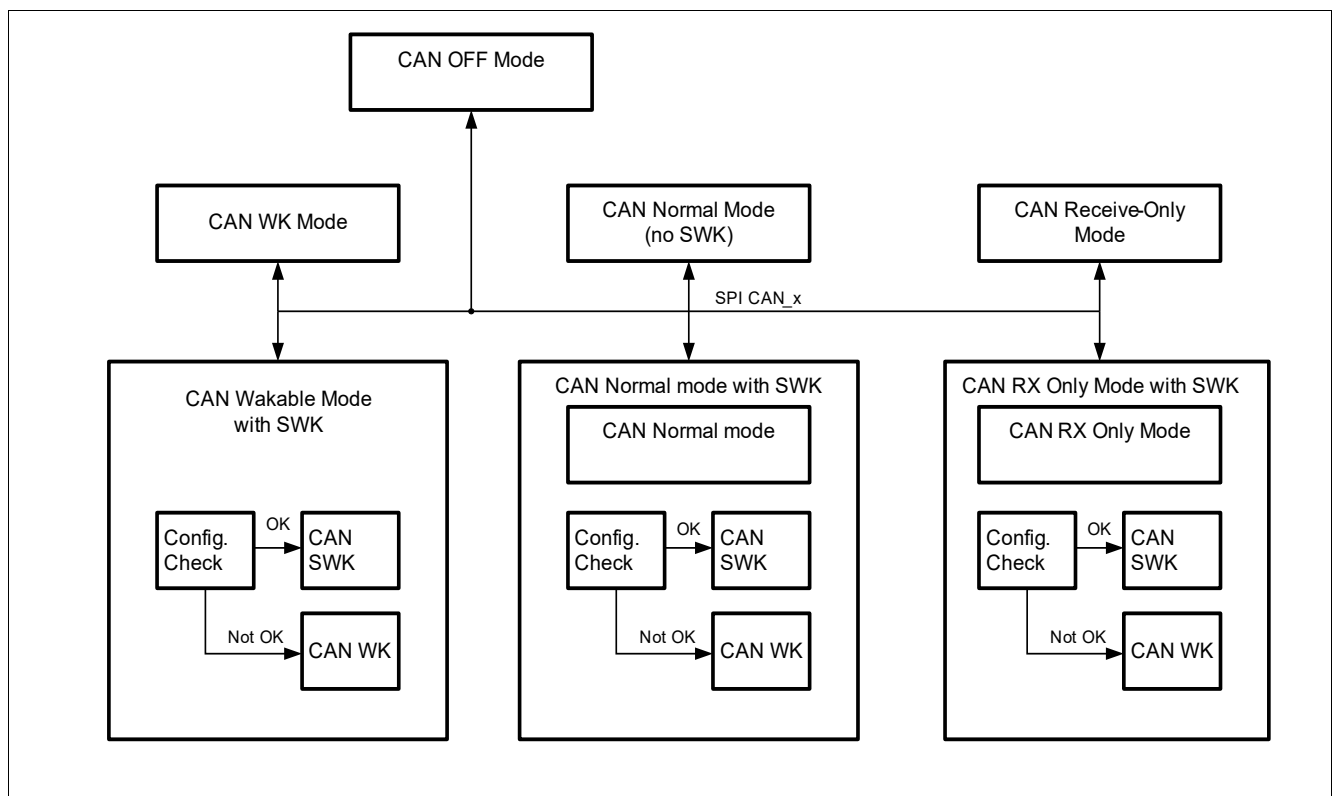 CAN OFF Mode
CAN WK Mode
CAN Normal Mode
(no SWK)
CAN Receive-Only
Mode
SPI CAN_x
CAN Wakable Mode
with SWK
Config.
Check
OK
CAN
SWK
Not OK
CAN WK
CAN Normal mode with SWK
CAN Normal mode
Config.
Check
OK
CAN
SWK
Not OK
CAN WK
CAN RX Only Mode with SWK
CAN RX Only Mode
Config.
Check
OK
CAN
SWK
Not OK
CAN WK